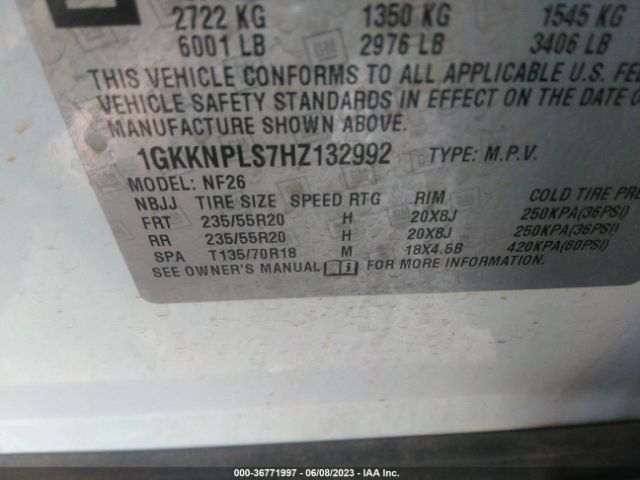 2722 KG 1350 KG 1545 KG
6001 LB 2976 LB 3406 LB
THIS VEHICLE CONFORMS TO ALL APPLICABLE U.S. FE
VEHICLE SAFETY STANDARDS IN EFFECT ON THE DATE O
MANUFACTURE SHOWN ABOVE.
1GKKNPLS7HZ132992 TYPE: M.P.V.
MODEL: NF26
NBJJ TIRE SIZE SPEED RTG RIM COLD TIRE PRE
FRT 235/55R20 H 20X8J 250KPA(36PSI)
RR 235/55R20 H 20X8J 250KPA(36PSI)
SPA T135/70R18 M 18X4.5B 420KPA(60PSI)
SEE OWNER'S MANUAL FOR MORE INFORMATION.
000-36771997 06/08/2023 IAA Inc.